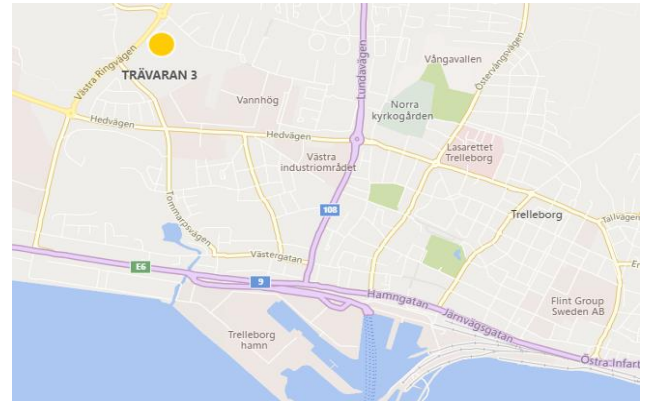 TRÄVARAN 3
Västra Ringvägen
Hedvägen
Vannhög
Lundavägen
Vångavallen
Östervångsvägen
Norra
kyrkogården
Hedvägen
Västra
industriområdet
Lasarettet
Trelleborg
Tommarpsvägen
108
Trelleborg
Tallvägen
Västergatan
E6
9
Hamngatan
Järnvägsgatan
Flint Group
Sweden AB
Trelleborg
hamn
Östra Infart